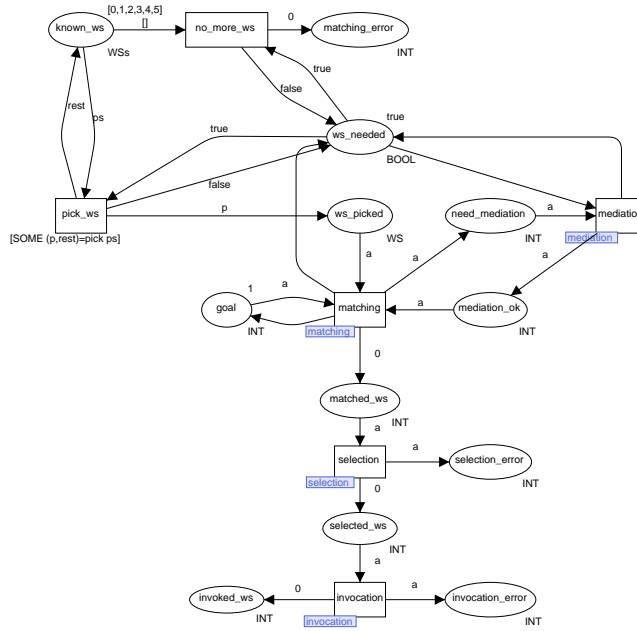 [0,1,2,3,4,5]
known_ws
[]
no_more_ws
0
matching_error
WSs
INT
true
false
rest
ps
true
ws_needed
true
BOOL
false
pick_ws
p
ws_picked
need_mediation
a
mediatio
[SOME (p,rest)=pick ps]
WS
INT
mediation
a
a
a
1
a
goal
matching
a
mediation_ok
INT
matching
INT
0
matched_ws
INT
a
selection
a
selection_error
selection
0
INT
selected_ws
INT
a
invoked_ws
0
invocation
a
invocation_error
INT
invocation
INT